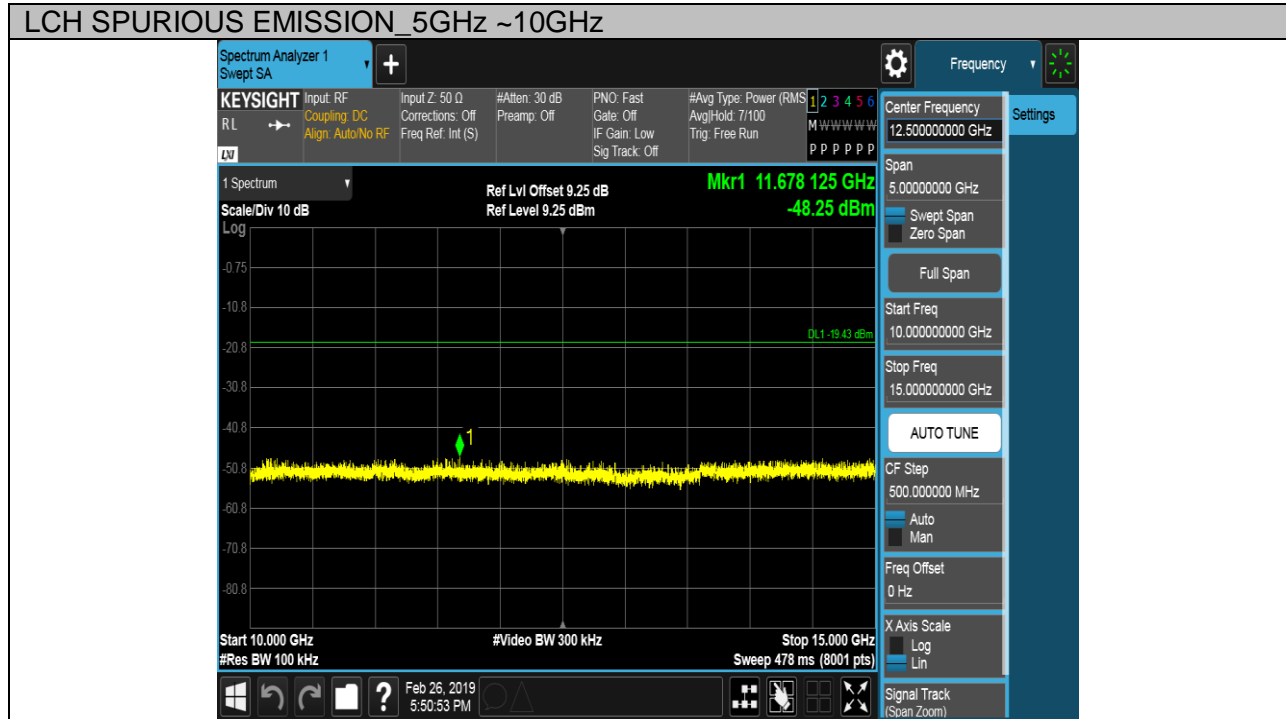 LCH SPURIOUS EMISSION_5GHz ~10GHz
Spectrum Analyzer 1
Swept SA
+
Frequency
KEYSIGHT
RL
LXI
Input: RF
Coupling: DC
Align: Auto/No RF
Input Z: 50 Ω
Corrections: Off
Freq Ref: Int (S)
#Atten: 30 dB
Preamp: Off
PNO: Fast
Gate: Off
IF Gain: Low
Sig Track: Off
#Avg Type: Power (RMS
Avg|Hold: 7/100
Trig: Free Run
1 2 3 4 5 6
M W W W W W
P P P P P P
1 Spectrum
Scale/Div 10 dB
Log
Ref Lvl Offset 9.25 dB
Ref Level 9.25 dBm
Mkr1 11.678 125 GHz
-48.25 dBm
-0.75
-10.8
DL1 -19.43 dBm
-20.8
-30.8
-40.8
1
-50.8
-60.8
-70.8
-80.8
Start 10.000 GHz
#Res BW 100 kHz
#Video BW 300 kHz
Stop 15.000 GHz
Sweep 478 ms (8001 pts)
Center Frequency
12.500000000 GHz
Settings
Span
5.00000000 GHz
Swept Span
Zero Span
Full Span
Start Freq
10.000000000 GHz
Stop Freq
15.000000000 GHz
AUTO TUNE
CF Step
500.000000 MHz
Auto
Man
Freq Offset
0 Hz
X Axis Scale
Log
Lin
Signal Track
(Span Zoom)
?
Feb 26, 2019
5:50:53 PM